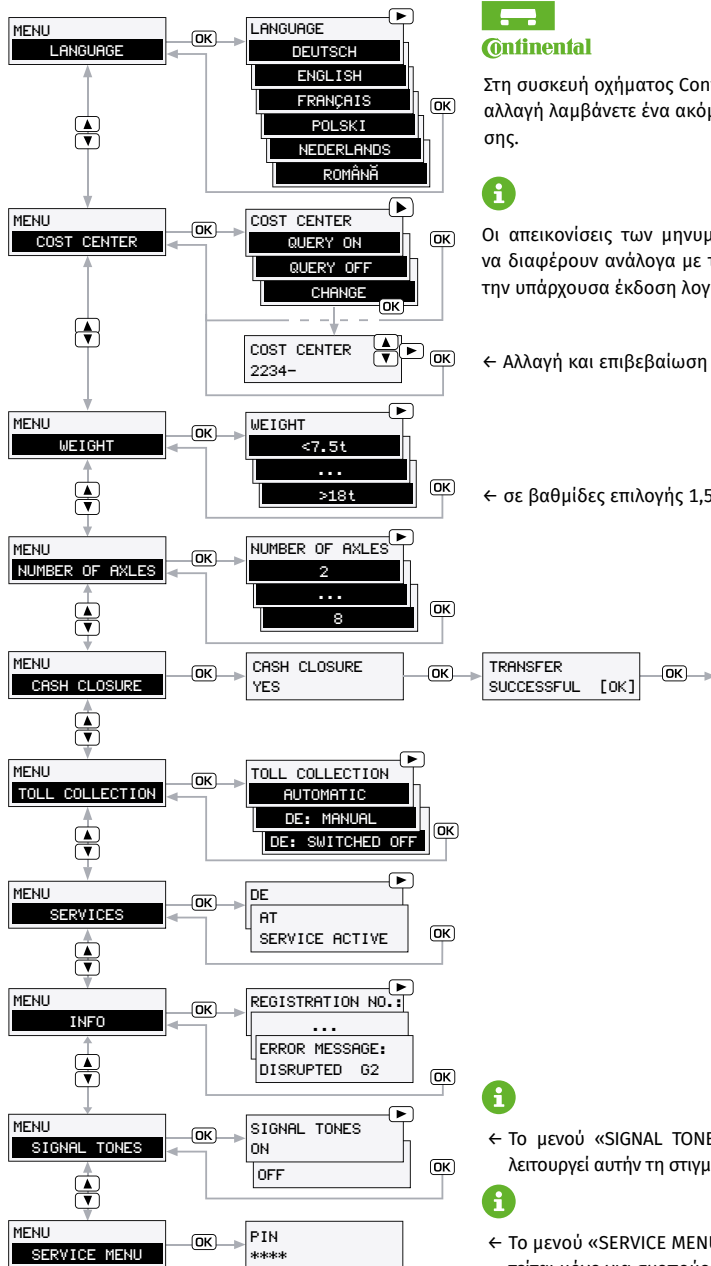 MENU
LANGUAGE
OK
LANGUAGE
DEUTSCH
ENGLISH
FRANÇAIS
POLSKI
NEDERLANDS
ROMÂNĂ
OK
Continental
Στη συσκευή οχήματος
αλλαγή λαμβάνετε ένα
σης.
MENU
COST CENTER
OK
COST CENTER
QUERY ON
QUERY OFF
CHANGE
OK
OK
COST CENTER
2234-
OK
Οι απεικονίσεις των
να διαφέρουν ανάλογα με
την υπάρχουσα έκδοση
← Αλλαγή και επιβεβαίωση
MENU
WEIGHT
OK
WEIGHT
<7.5t
...
>18t
OK
← σε βαθμίδες επιλογής 1,5
MENU
NUMBER OF AXLES
OK
NUMBER OF AXLES
2
...
8
OK
MENU
CASH CLOSURE
OK
CASH CLOSURE
YES
OK
TRANSFER
SUCCESSFUL [OK]
OK
MENU
TOLL COLLECTION
OK
TOLL COLLECTION
AUTOMATIC
DE: MANUAL
DE: SWITCHED OFF
OK
MENU
SERVICES
OK
DE
AT
SERVICE ACTIVE
OK
MENU
INFO
OK
REGISTRATION NO.:
...
ERROR MESSAGE:
DISRUPTED G2
OK
MENU
SIGNAL TONES
OK
SIGNAL TONES
ON
OFF
OK
← Το μενού «SIGNAL
λειτουργεί αυτήν τη
MENU
SERVICE MENU
OK
PIN
****
← Το μενού «SERVICE